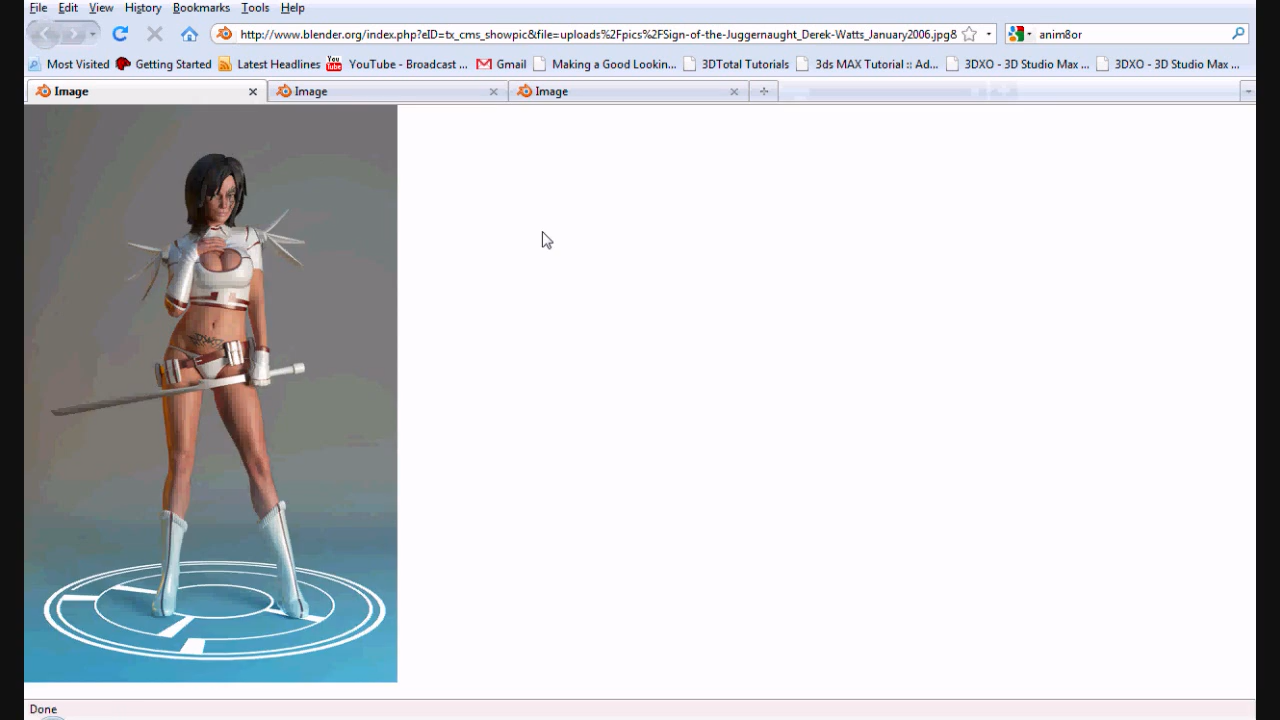 File Edit View History Bookmarks Tools Help
http://www.blender.org/index.php?eID=tx_cms_showpic&file=uploads%2Fpics%2FSign-of-the-Juggernaught_Derek-Watts_January2006.jpg8 anim8or
Most Visited Getting Started Latest Headlines You Tube YouTube - Broadcast ... Gmail Making a Good Lookin... 3DTotal Tutorials 3ds MAX Tutorial :: Ad... 3DXO - 3D Studio Max ... 3DXO - 3D Studio Max ...
Image Image Image
Done